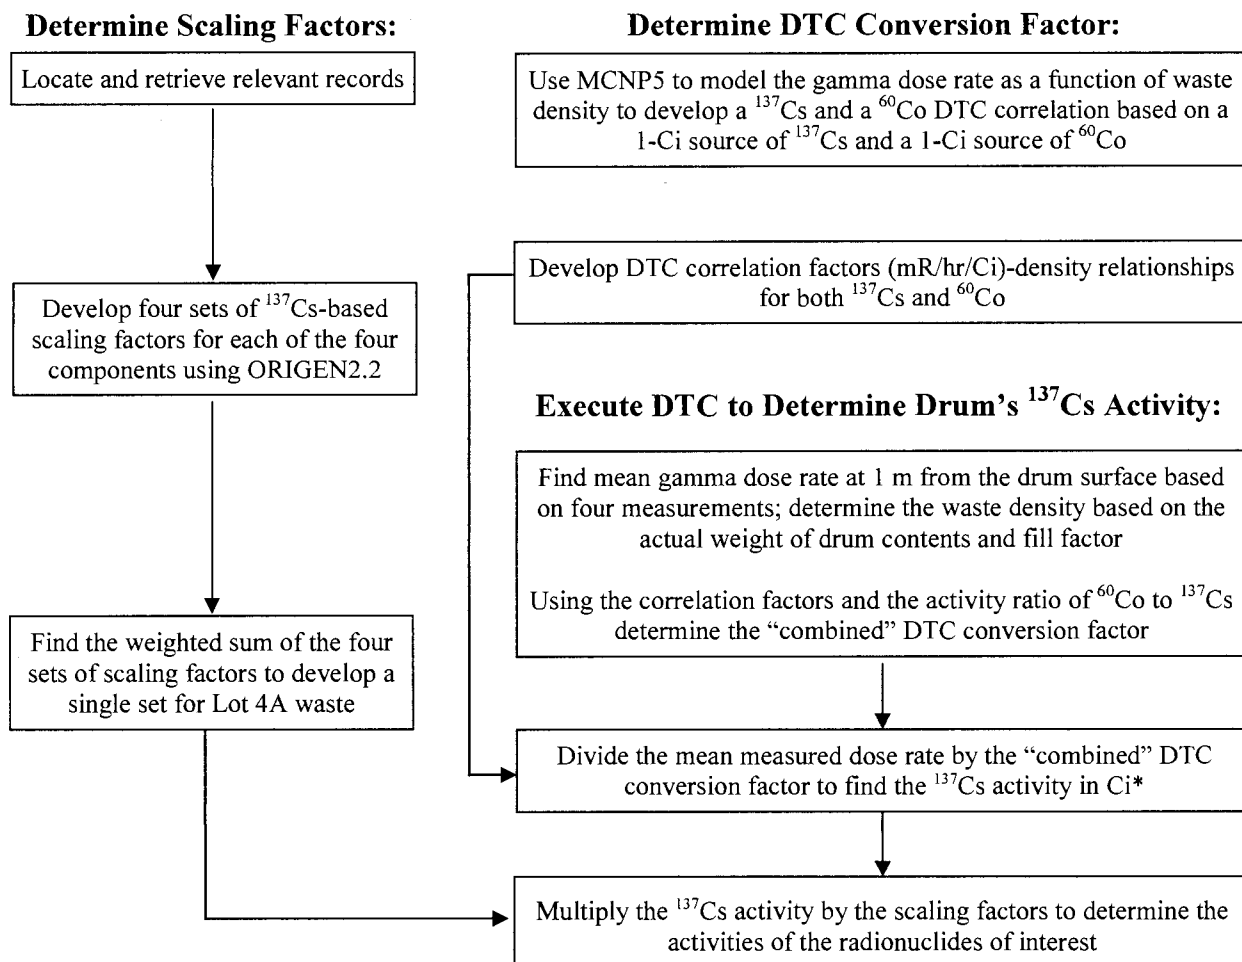 Determine Scaling Factors:
Locate and retrieve relevant records
Develop four sets of ¹³⁷Cs-based
scaling factors for each of the four
components using ORIGEN2.2
Find the weighted sum of the four
sets of scaling factors to develop a
single set for Lot 4A waste
Determine DTC Conversion Factor:
Use MCNP5 to model the gamma dose rate as a function of waste
density to develop a ¹³⁷Cs and a ⁶⁰Co DTC correlation based on a
1-Ci source of ¹³⁷Cs and a 1-Ci source of ⁶⁰Co
Develop DTC correlation factors (mR/hr/Ci)-density relationships
for both ¹³⁷Cs and ⁶⁰Co
Execute DTC to Determine Drum’s ¹³⁷Cs Activity:
Find mean gamma dose rate at 1 m from the drum surface based
on four measurements; determine the waste density based on the
actual weight of drum contents and fill factor
Using the correlation factors and the activity ratio of ⁶⁰Co to ¹³⁷Cs
determine the “combined” DTC conversion factor
Divide the mean measured dose rate by the “combined” DTC
conversion factor to find the ¹³⁷Cs activity in Ci*
Multiply the ¹³⁷Cs activity by the scaling factors to determine the
activities of the radionuclides of interest